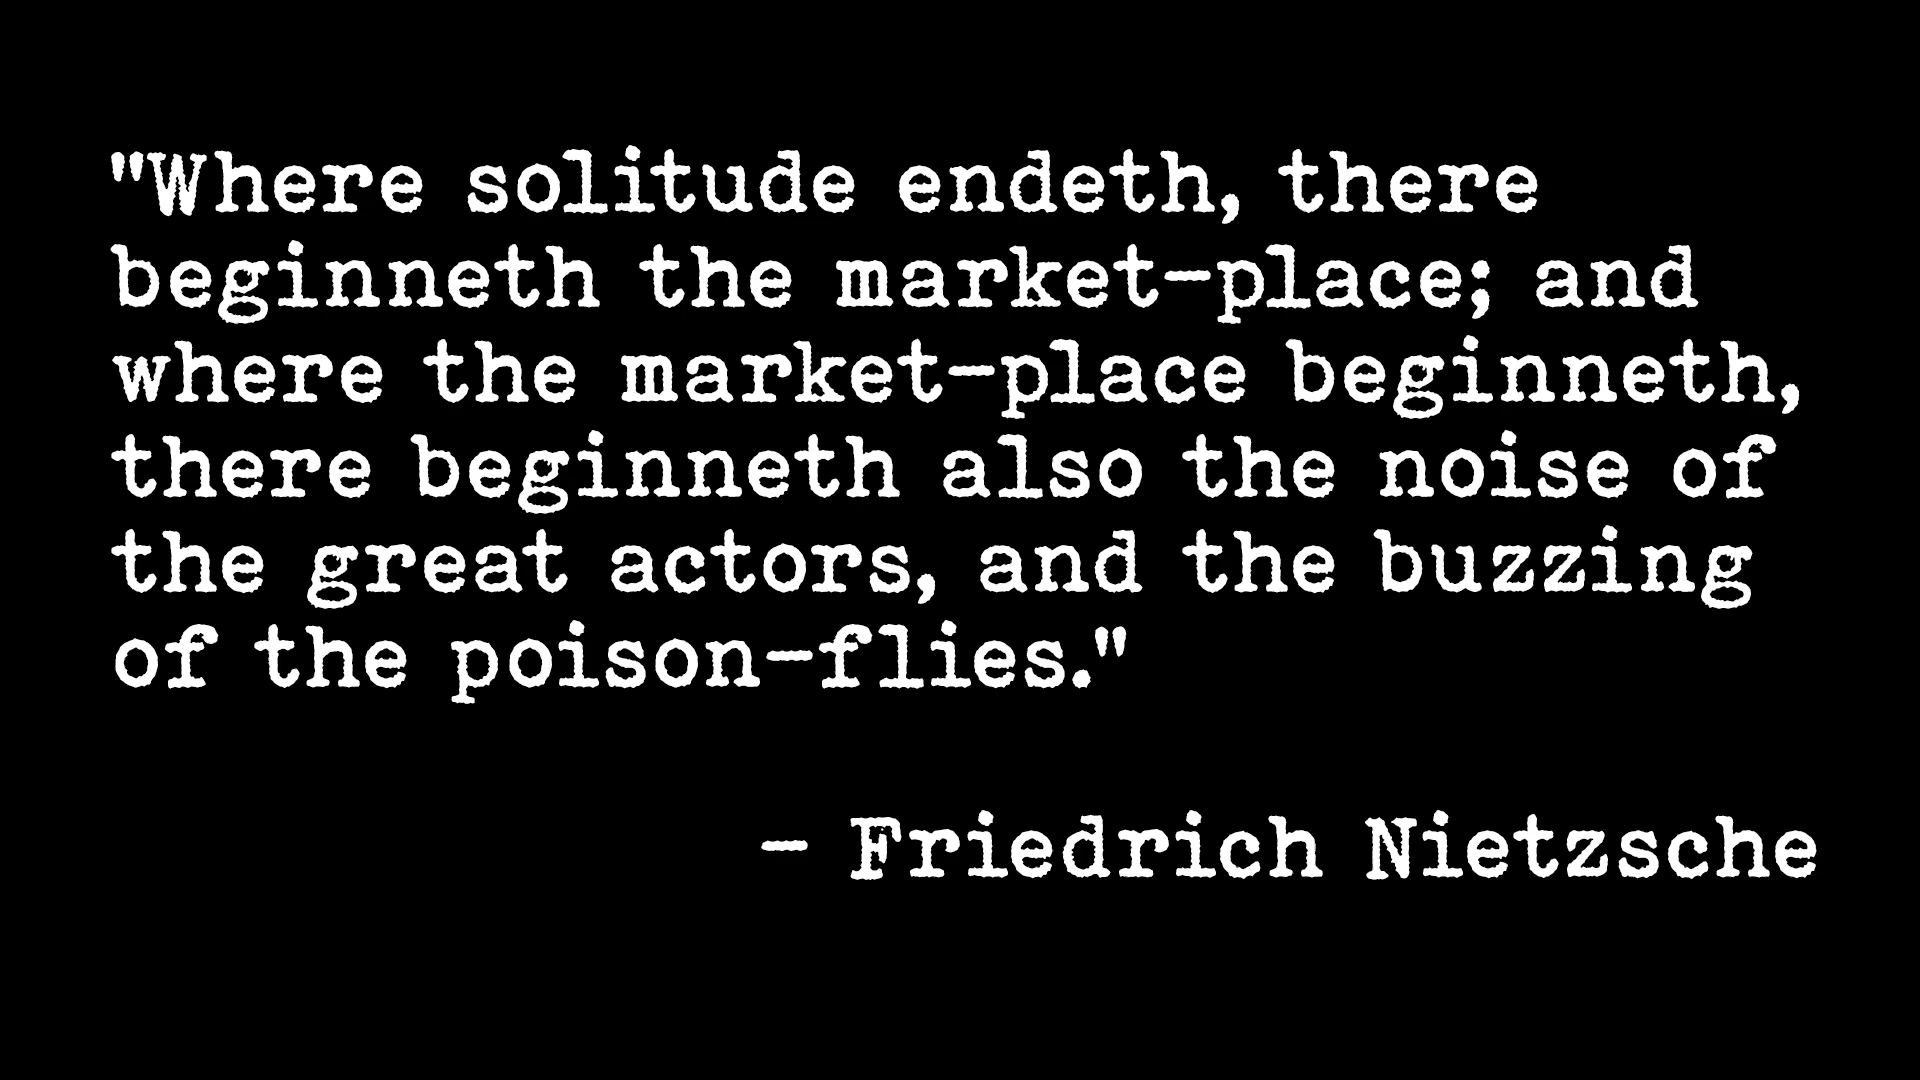 "Where solitude endeth, there
beginneth the market-place; and
where the market-place beginneth,
there beginneth also the noise of
the great actors, and the buzzing
of the poison-flies."
- Friedrich Nietzsche